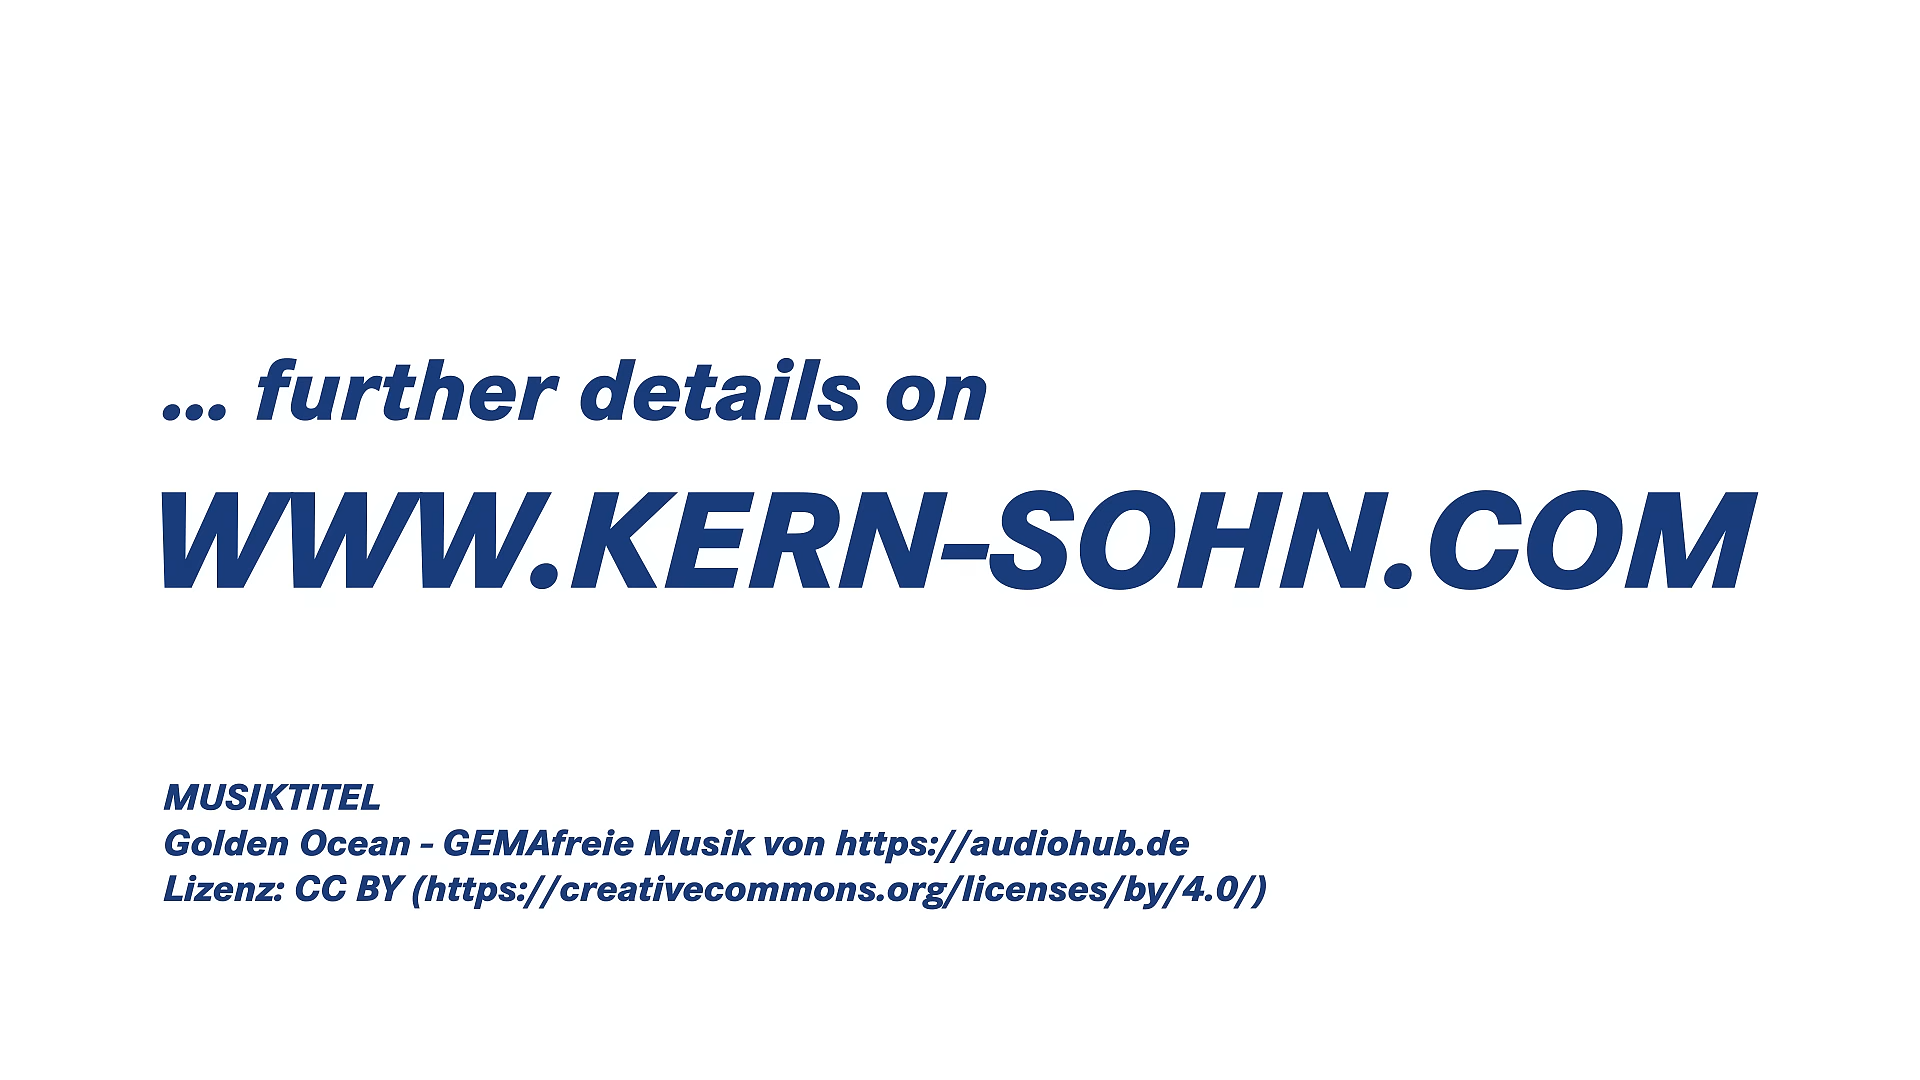 ... further details on
WWW.KERN-SOHN.COM
MUSIKTITEL
Golden Ocean - GEMAfreie Musik von https://audiohub.de
Lizenz: CC BY (https://creativecommons.org/licenses/by/4.0/)